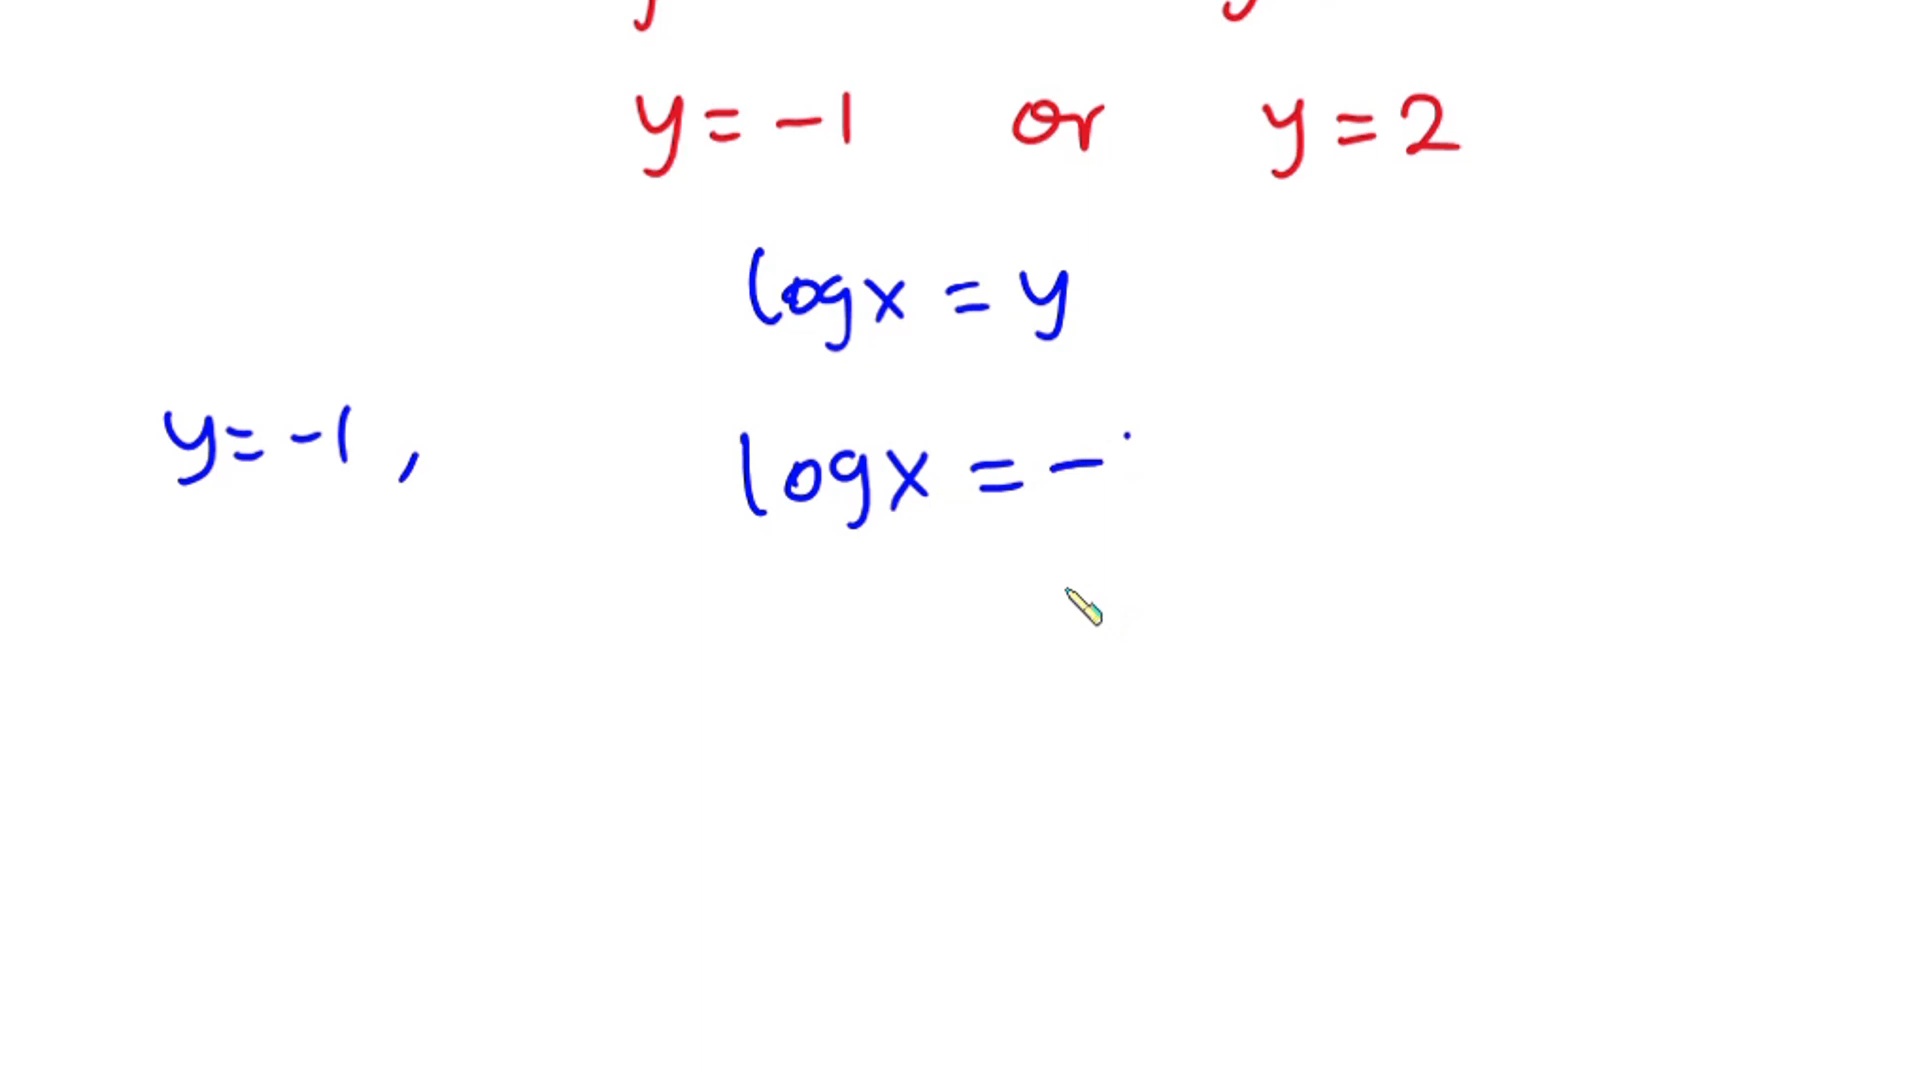 y = -1 or y = 2
log x = y
y = -1, log x = -